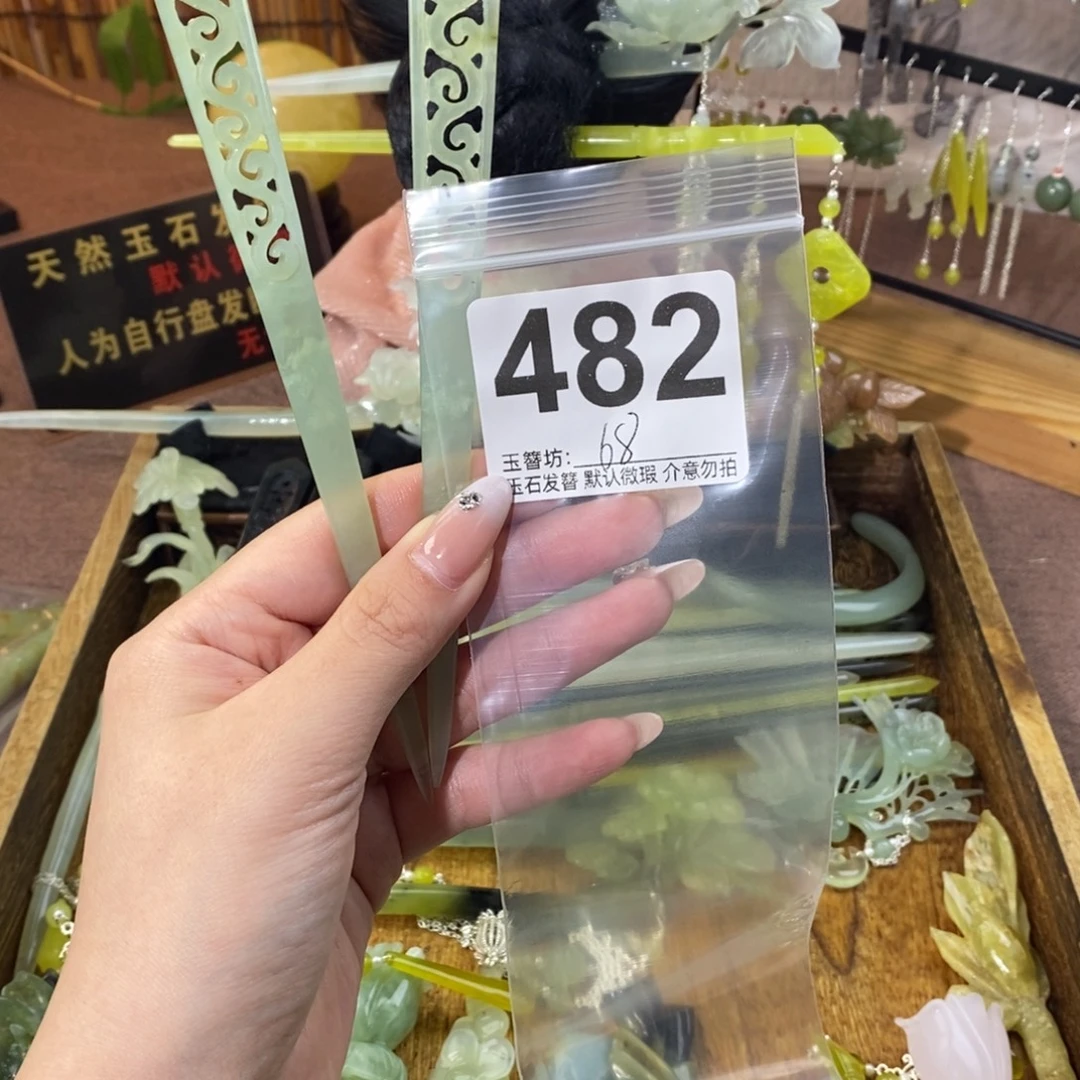 天然玉石发
默认
人为自行盘发
无
482
玉簪坊: 68
玉石发簪 默认微瑕 介意勿拍